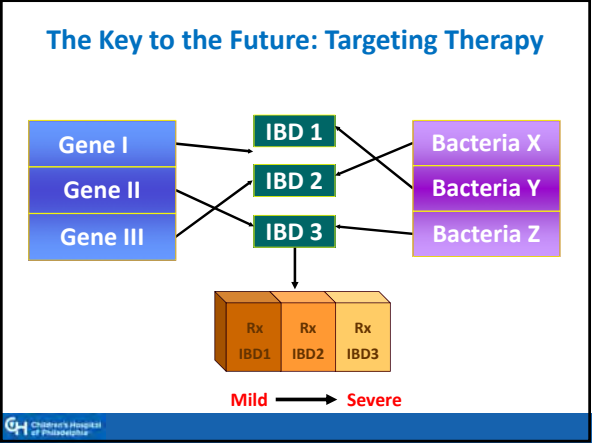 The Key to the Future: Targeting Therapy
Gene I
Gene II
Gene III
IBD 1
IBD 2
IBD 3
Bacteria X
Bacteria Y
Bacteria Z
Rx
IBD1
Rx
IBD2
Rx
IBD3
Mild
Severe
Children's Hospital
of Philadelphia